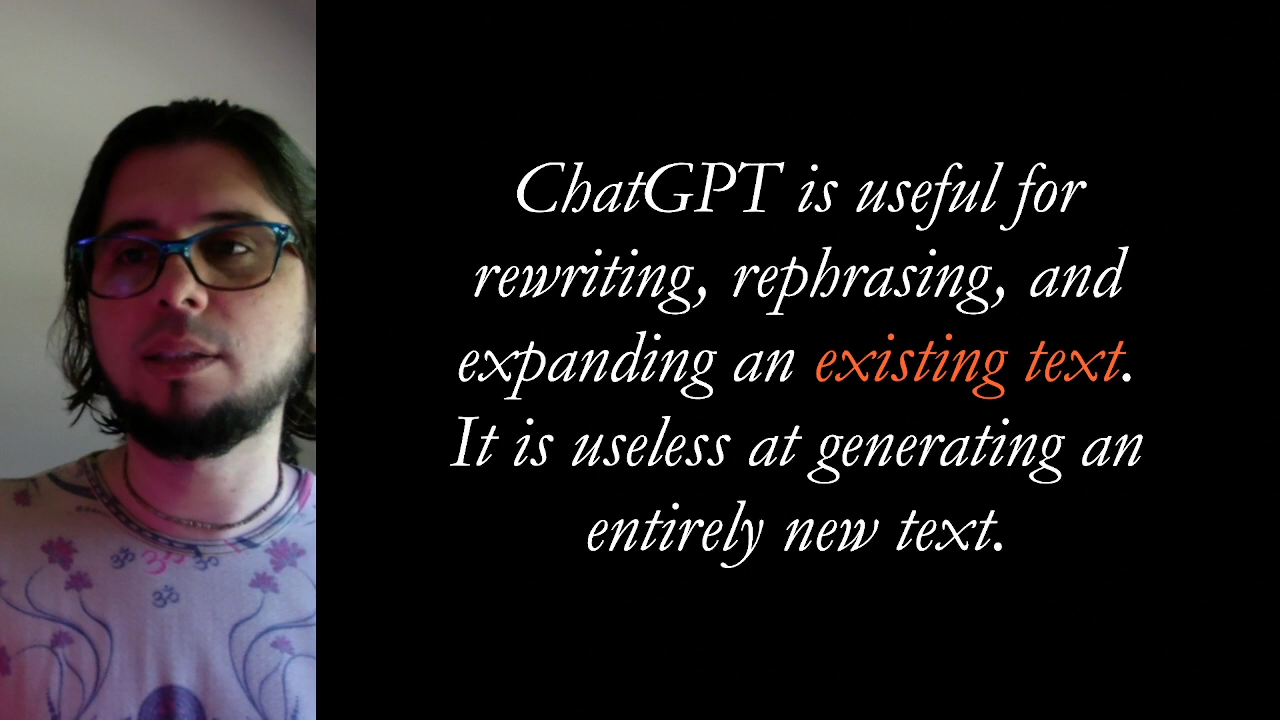 ChatGPT is useful for
rewriting, rephrasing, and
expanding an existing text.
It is useless at generating an
entirely new text.